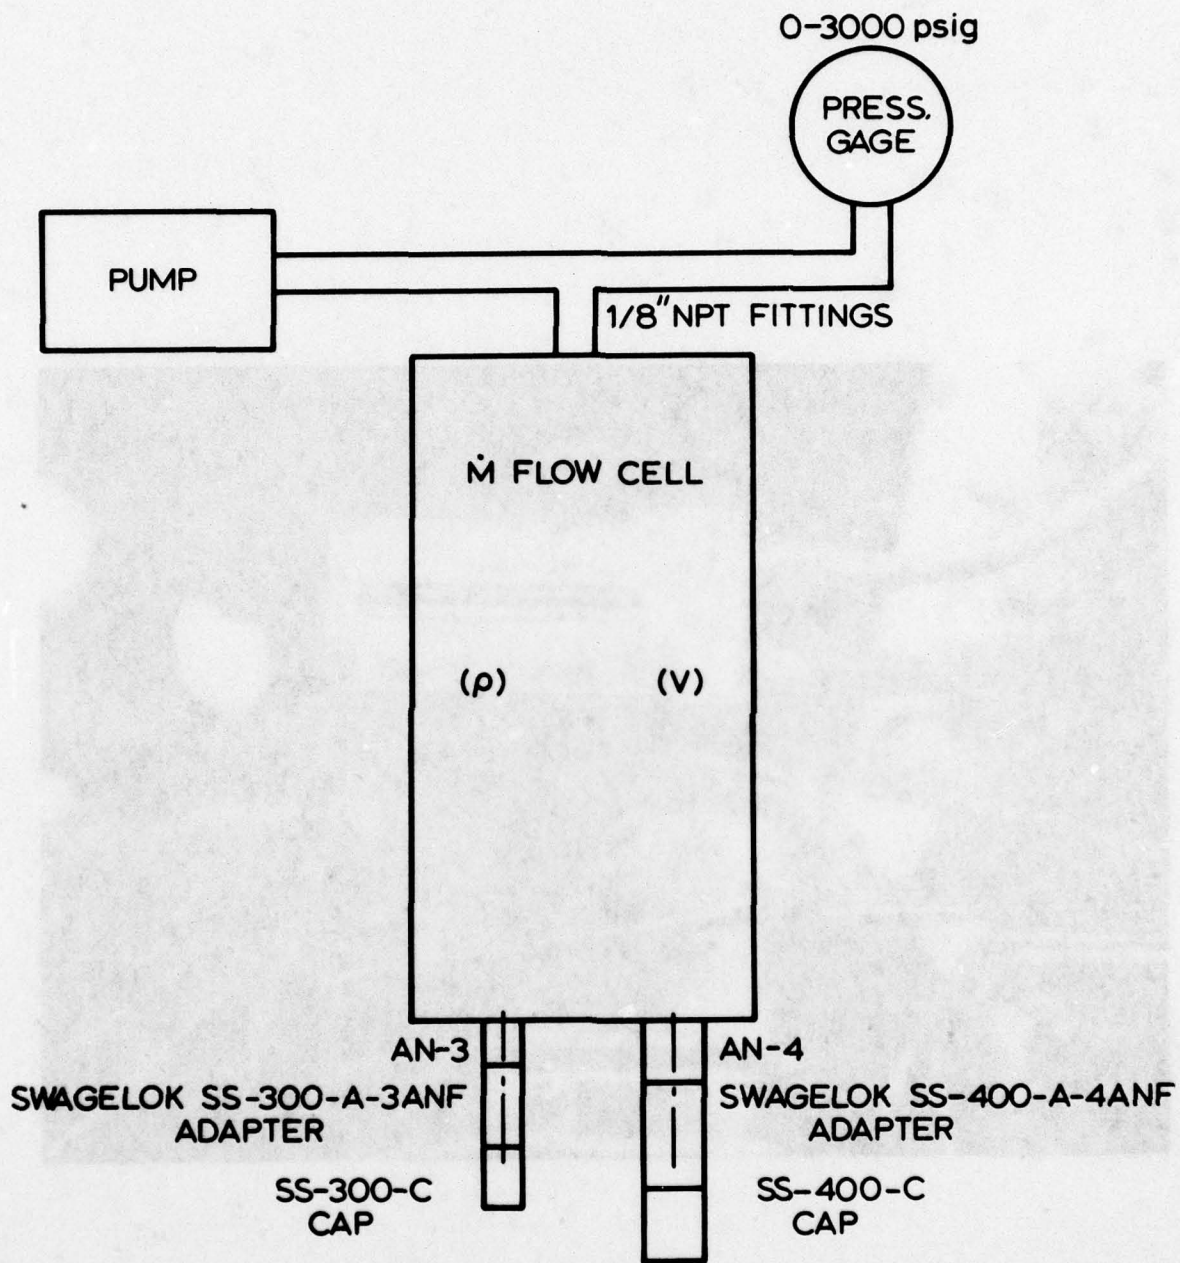 0-3000 psig
PRESS.
GAGE
PUMP
1/8" NPT FITTINGS
Ṁ FLOW CELL
(ρ)
(V)
AN-3
SWAGELOK SS-300-A-3ANF
ADAPTER
SS-300-C
CAP
AN-4
SWAGELOK SS-400-A-4ANF
ADAPTER
SS-400-C
CAP